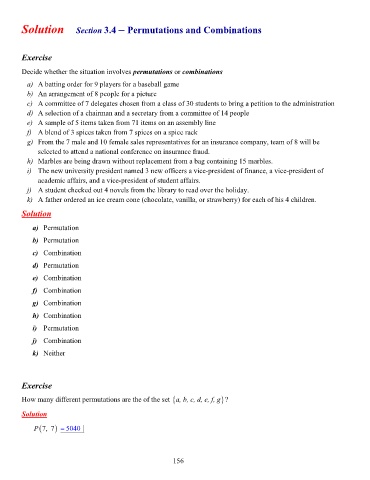 Solution Section 3.4 – Permutations and Combinations
Exercise
Decide whether the situation involves permutations or combinations
a) A batting order for 9 players for a baseball game
b) An arrangement of 8 people for a picture
c) A committee of 7 delegates chosen from a class of 30 students to bring a petition to the administration
d) A selection of a chairman and a secretary from a committee of 14 people
e) A sample of 5 items taken from 71 items on an assembly line
f) A blend of 3 spices taken from 7 spices on a spice rack
g) From the 7 male and 10 female sales representatives for an insurance company, team of 8 will be
selected to attend a national conference on insurance fraud.
h) Marbles are being drawn without replacement from a bag containing 15 marbles.
i) The new university president named 3 new officers a vice-president of finance, a vice-president of
academic affairs, and a vice-president of student affairs.
j) A student checked out 4 novels from the library to read over the holiday.
k) A father ordered an ice cream cone (chocolate, vanilla, or strawberry) for each of his 4 children.
Solution
a) Permutation
b) Permutation
c) Combination
d) Permutation
e) Combination
f) Combination
g) Combination
h) Combination
i) Permutation
j) Combination
k) Neither
Exercise
How many different permutations are the of the set {a, b, c, d, e, f, g}?
Solution
P(7, 7) = 5040
156